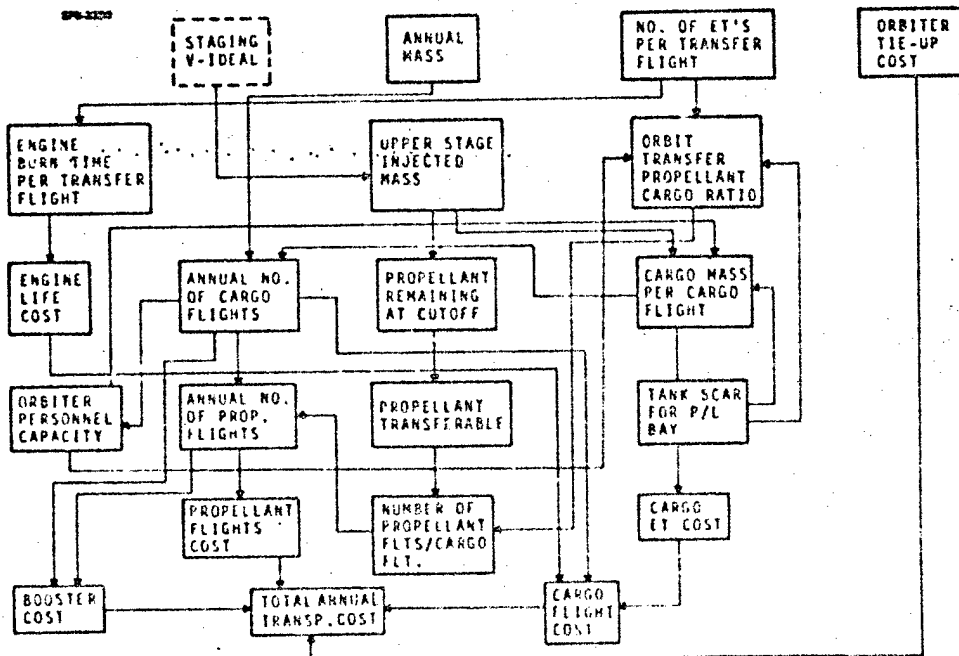 STAGING
V-IDEAL
ANNUAL
MASS
NO. OF ET'S
PER TRANSFER
FLIGHT
ORBITER
TIE-UP
COST
ENGINE
BURN TIME
PER TRANSFER
FLIGHT
UPPER STAGE
INJECTED
MASS
ORBIT
TRANSFER
PROPELLANT
CARGO RATIO
ENGINE
LIFE
COST
ANNUAL NO.
OF CARGO
FLIGHTS
PROPELLANT
REMAINING
AT CUTOFF
CARGO MASS
PER CARGO
FLIGHT
ORBITER
PERSONNEL
CAPACITY
ANNUAL NO.
OF PROP.
FLIGHTS
PROPELLANT
TRANSFERABLE
TANK SCAR
FOR P/L
BAY
PROPELLANT
FLIGHTS
COST
NUMBER OF
PROPELLANT
FLTS/CARGO
FLT.
CARGO
ET COST
BOOSTER
COST
TOTAL ANNUAL
TRANSP. COST
CARGO
FLIGHT
COST